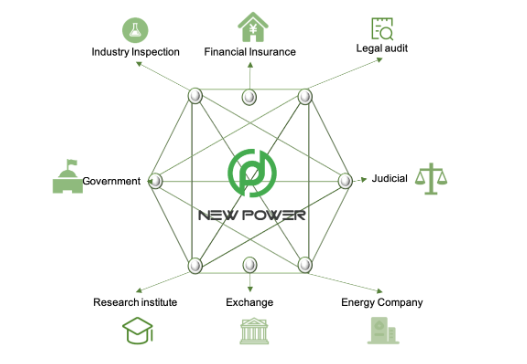 Industry Inspection
Financial Insurance
Legal audit
¥
Government
Judicial
NEW POWER
Research institute
Exchange
Energy Company